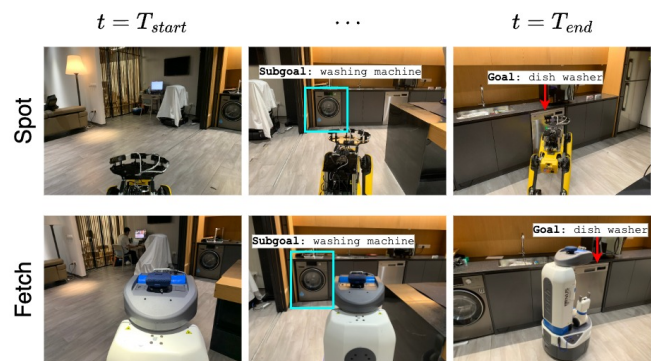 t = T_start
...
t = T_end
Spot
Subgoal: washing machine
Goal: dish washer
Fetch
Subgoal: washing machine
Goal: dish washer